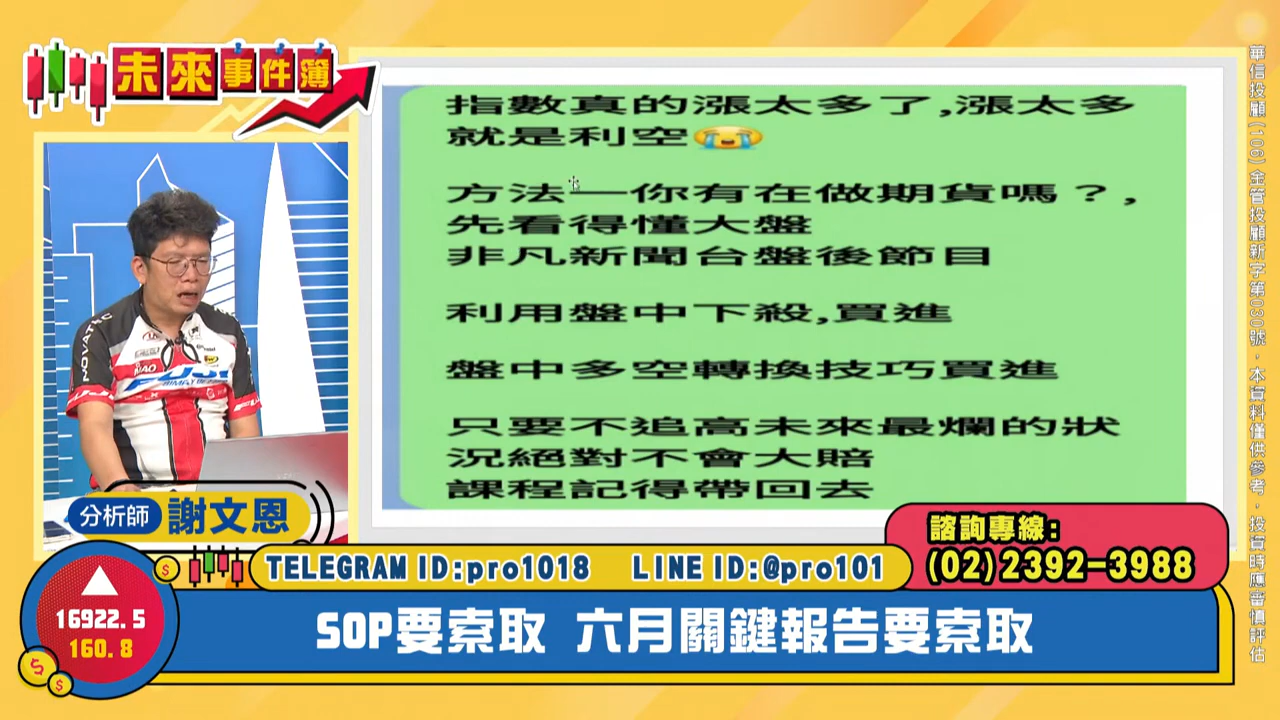 未來事件簿
指數真的漲太多了,漲太多
就是利空
方法一你有在做期貨嗎？,
先看得懂大盤
非凡新聞台盤後節目
利用盤中下殺,買進
盤中多空轉換技巧買進
只要不追高未來最爛的狀
況絕對不會大賠
課程記得帶回去
華信投顧(106)金管投顧新字第030號，本資料僅供參考，投資時應審慎評估
NOVATEC
KIA
MAO
FUJI
SIMPLY BE
分析師 謝文恩
諮詢專線:
(02)2392-3988
TELEGRAM ID:pro1018 LINE ID:@pro101
16922.5
160.8
SOP要索取 六月關鍵報告要索取